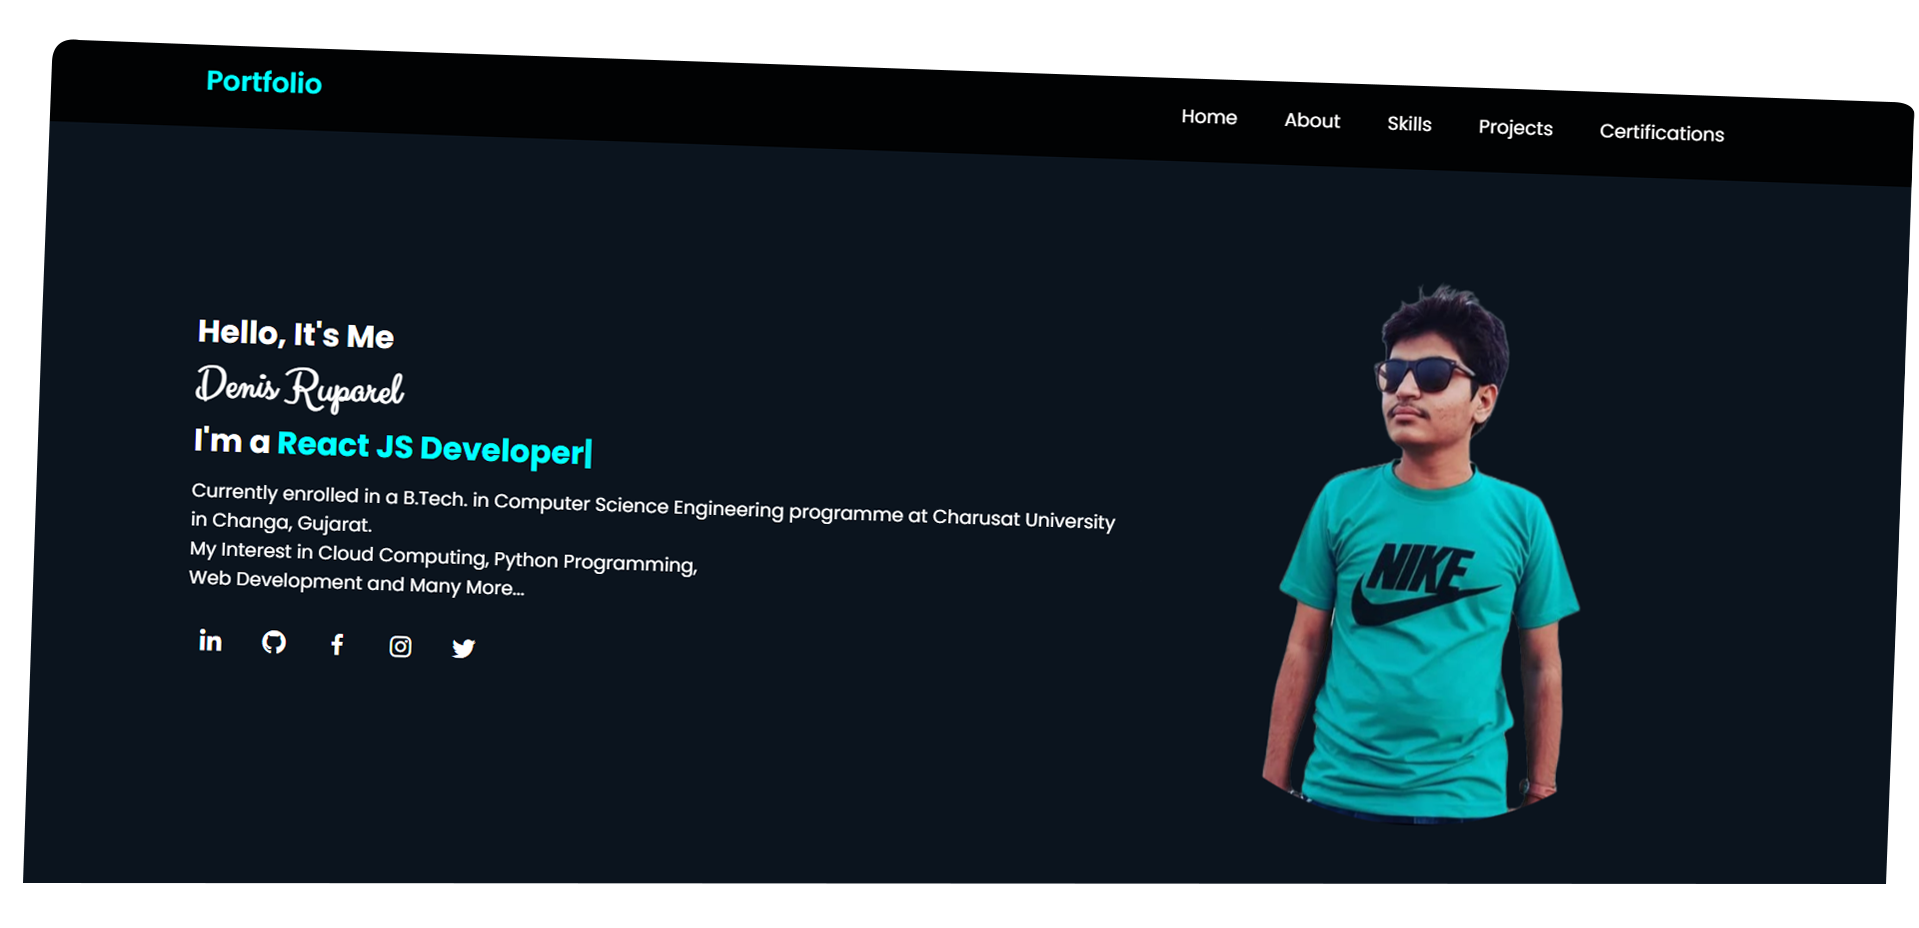 Portfolio
Home About Skills Projects Certifications
Hello, It's Me
Denis Ruparel
I'm a React JS Developer|
Currently enrolled in a B.Tech. in Computer Science Engineering programme at Charusat University
in Changa, Gujarat.
My Interest in Cloud Computing, Python Programming,
Web Development and Many More...
in
NIKE